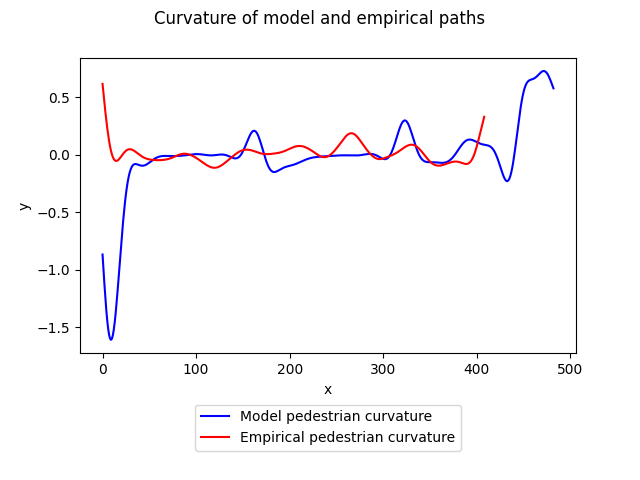 Curvature of model and empirical paths
0.5
0.0
−0.5
−1.0
−1.5
y
0 100 200 300 400 500
x
Model pedestrian curvature
Empirical pedestrian curvature